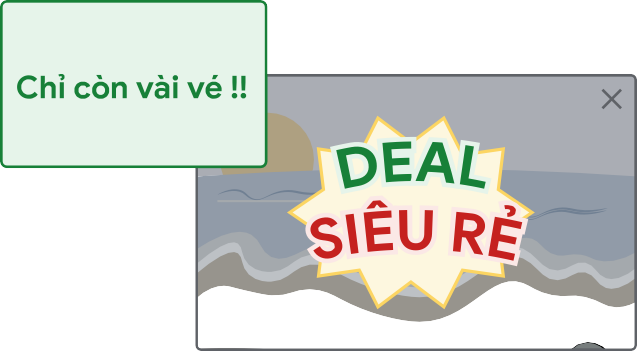 Chỉ còn vài vé !!
DEAL
SIÊU RẺ